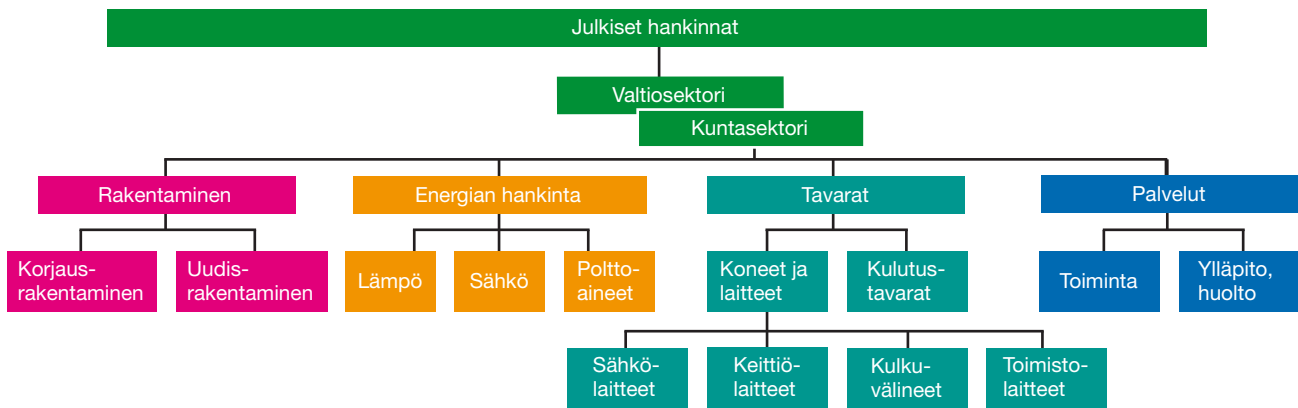 Julkiset hankinnat
Valtiosektori
Kuntasektori
Rakentaminen
Energian hankinta
Tavarat
Palvelut
Korjaus-
rakentaminen
Uudis-
rakentaminen
Lämpö
Sähkö
Poltto-
aineet
Koneet ja
laitteet
Kulutus-
tavarat
Toiminta
Ylläpito,
huolto
Sähkö-
laitteet
Keittiö-
laitteet
Kulku-
välineet
Toimisto-
laitteet